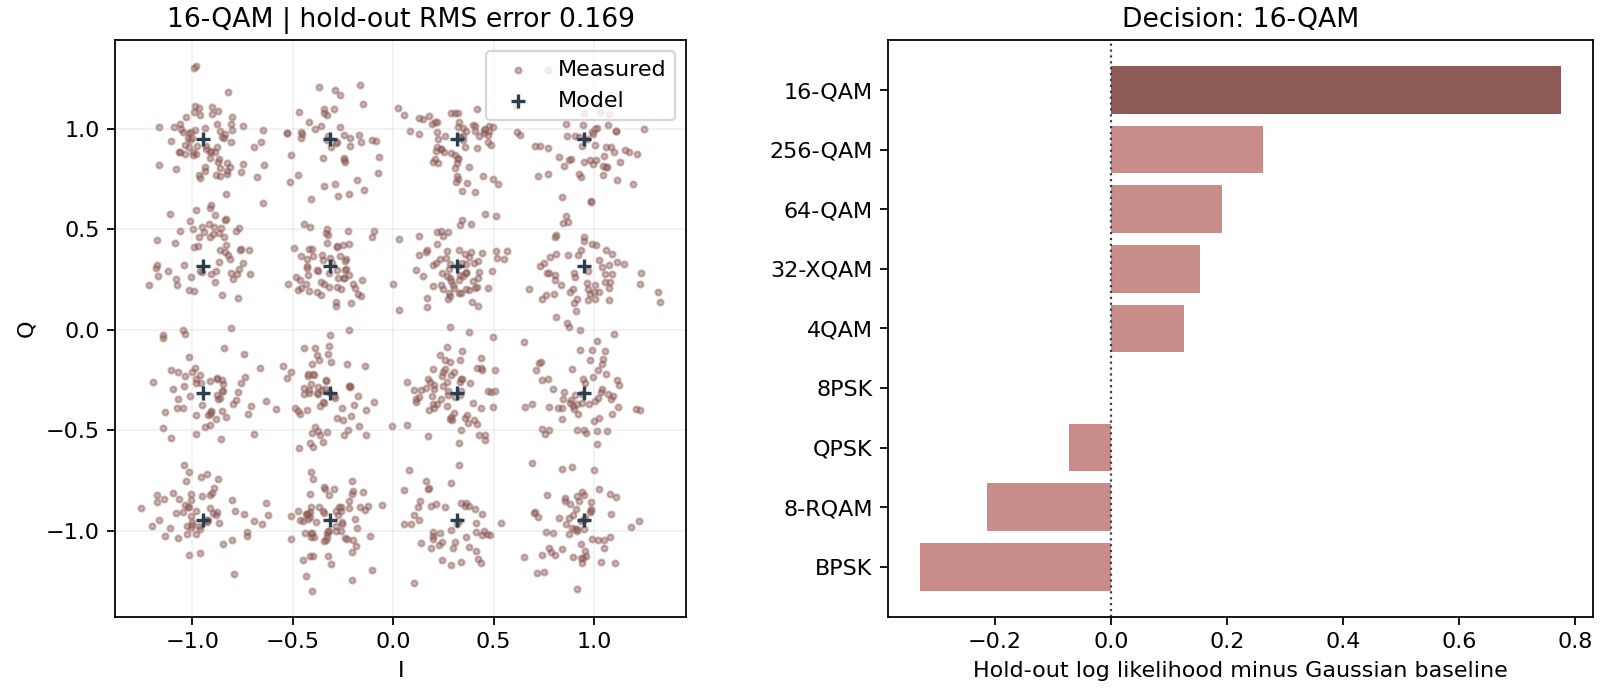 16-QAM | hold-out RMS error 0.169
Measured
Model
Q
1.0
0.5
0.0
−0.5
−1.0
−1.0
−0.5
0.0
0.5
1.0
I
Decision: 16-QAM
16-QAM
256-QAM
64-QAM
32-XQAM
4QAM
8PSK
QPSK
8-RQAM
BPSK
−0.2
0.0
0.2
0.4
0.6
0.8
Hold-out log likelihood minus Gaussian baseline